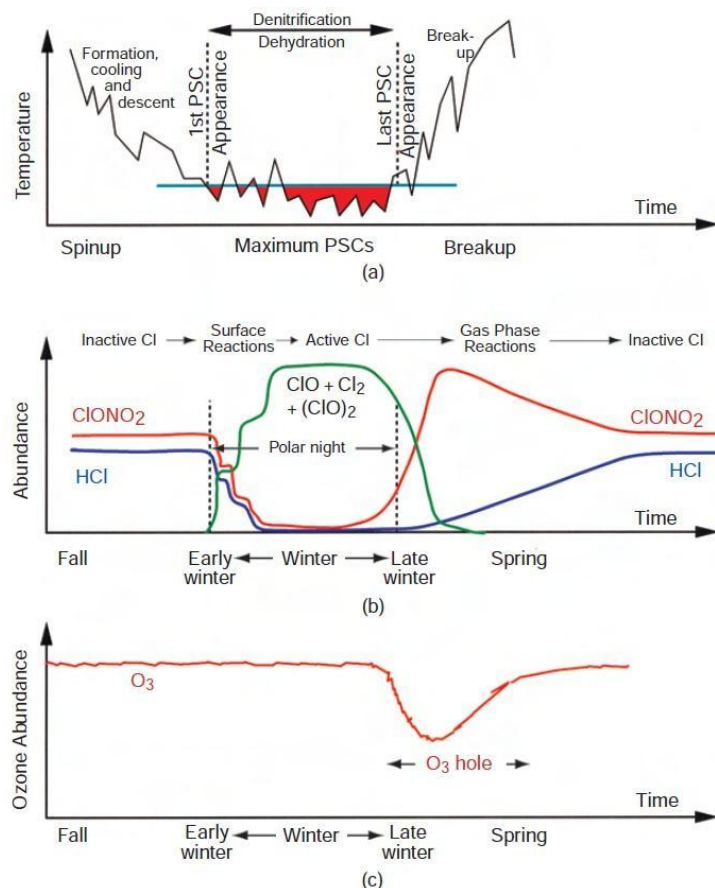 Denitrification
Dehydration
Formation,
cooling
and
descent
1st PSC
Appearance
Last PSC
Appearance
Break-
up
Temperature
Time
Spinup
Maximum PSCs
Breakup
(a)
Inactive Cl
Surface
Reactions
Active Cl
Gas Phase
Reactions
Inactive Cl
ClO + Cl2
+ (ClO)2
ClONO2
HCl
Polar night
ClONO2
HCl
Abundance
Time
Fall
Early
winter
Winter
Late
winter
Spring
(b)
O3
O3 hole
Ozone Abundance
Time
Fall
Early
winter
Winter
Late
winter
Spring
(c)